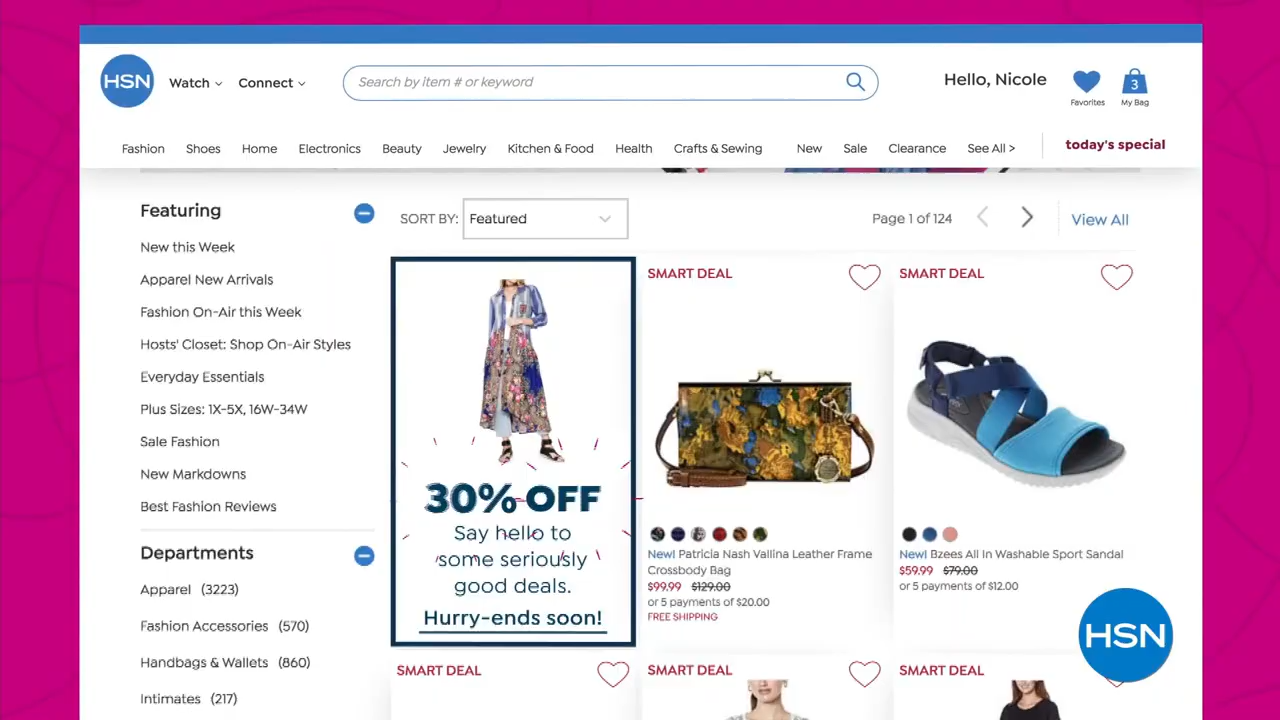 HSN
Watch
Connect
Search by item # or keyword
Hello, Nicole
Favorites
3
My Bag
Fashion
Shoes
Home
Electronics
Beauty
Jewelry
Kitchen & Food
Health
Crafts & Sewing
New
Sale
Clearance
See All >
today's special
Featuring
New this Week
Apparel New Arrivals
Fashion On-Air this Week
Hosts' Closet: Shop On-Air Styles
Everyday Essentials
Plus Sizes: 1X-5X, 16W-34W
Sale Fashion
New Markdowns
Best Fashion Reviews
Departments
Apparel (3223)
Fashion Accessories (570)
Handbags & Wallets (860)
Intimates (217)
SORT BY: Featured
Page 1 of 124
View All
30% OFF
Say hello to
some seriously
good deals.
Hurry-ends soon!
SMART DEAL
New! Patricia Nash Vallina Leather Frame
Crossbody Bag
$99.99 $129.00
or 5 payments of $20.00
FREE SHIPPING
SMART DEAL
New! Bzees All In Washable Sport Sandal
$59.99 $79.00
or 5 payments of $12.00
SMART DEAL
SMART DEAL
SMART DEAL
HSN